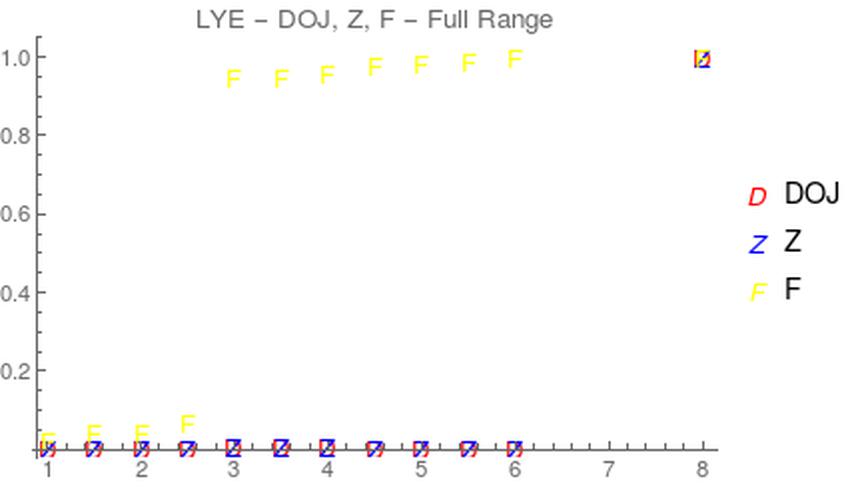 LYE – DOJ, Z, F – Full Range
1.0
F F F F F F F
D Z F
0.8
0.6
D DOJ
Z Z
0.4
F F
0.2
F F F F
D Z D Z D Z D Z D Z D Z D Z D Z D Z D Z D Z
1 2 3 4 5 6 7 8